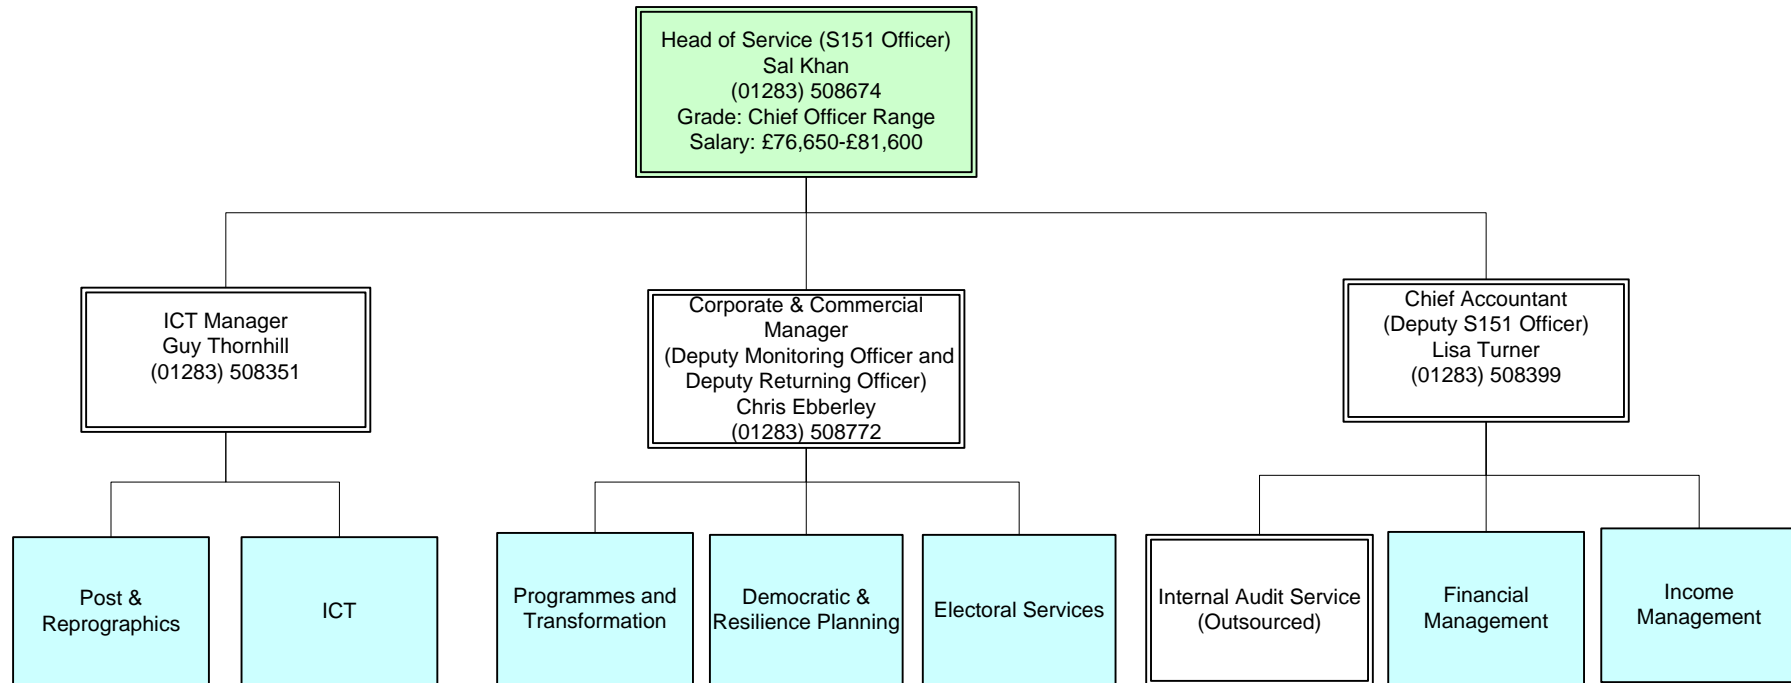 Head of Service (S151 Officer)
Sal Khan
(01283) 508674
Grade: Chief Officer Range
Salary: £76,650-£81,600
ICT Manager
Guy Thornhill
(01283) 508351
Corporate & Commercial
Manager
(Deputy Monitoring Officer and
Deputy Returning Officer)
Chris Ebberley
(01283) 508772
Chief Accountant
(Deputy S151 Officer)
Lisa Turner
(01283) 508399
Post &
Reprographics
ICT
Programmes and
Transformation
Democratic &
Resilience Planning
Electoral Services
Internal Audit Service
(Outsourced)
Financial
Management
Income
Management